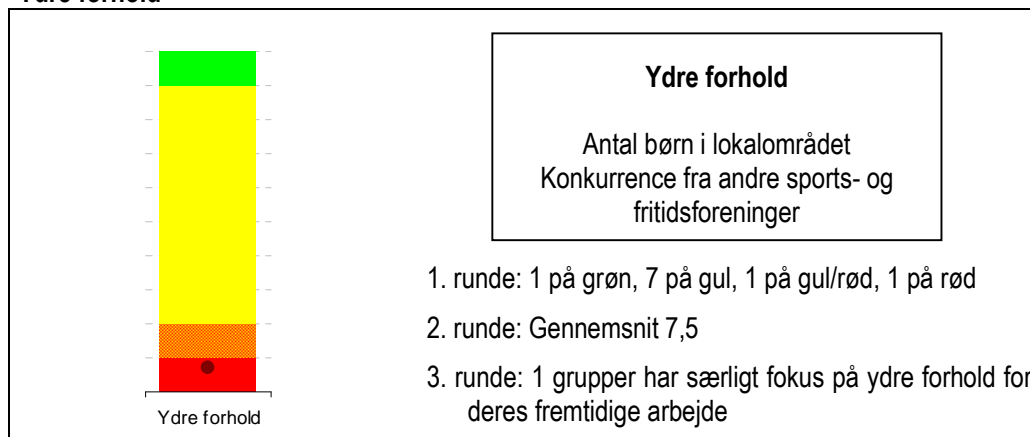 Ydre forhold
Ydre forhold
Antal børn i lokalområdet
Konkurrence fra andre sports- og
fritidsforeninger
1. runde: 1 på grøn, 7 på gul, 1 på gul/rød, 1 på rød
2. runde: Gennemsnit 7,5
3. runde: 1 grupper har særligt fokus på ydre forhold for
deres fremtidige arbejde
Ydre forhold